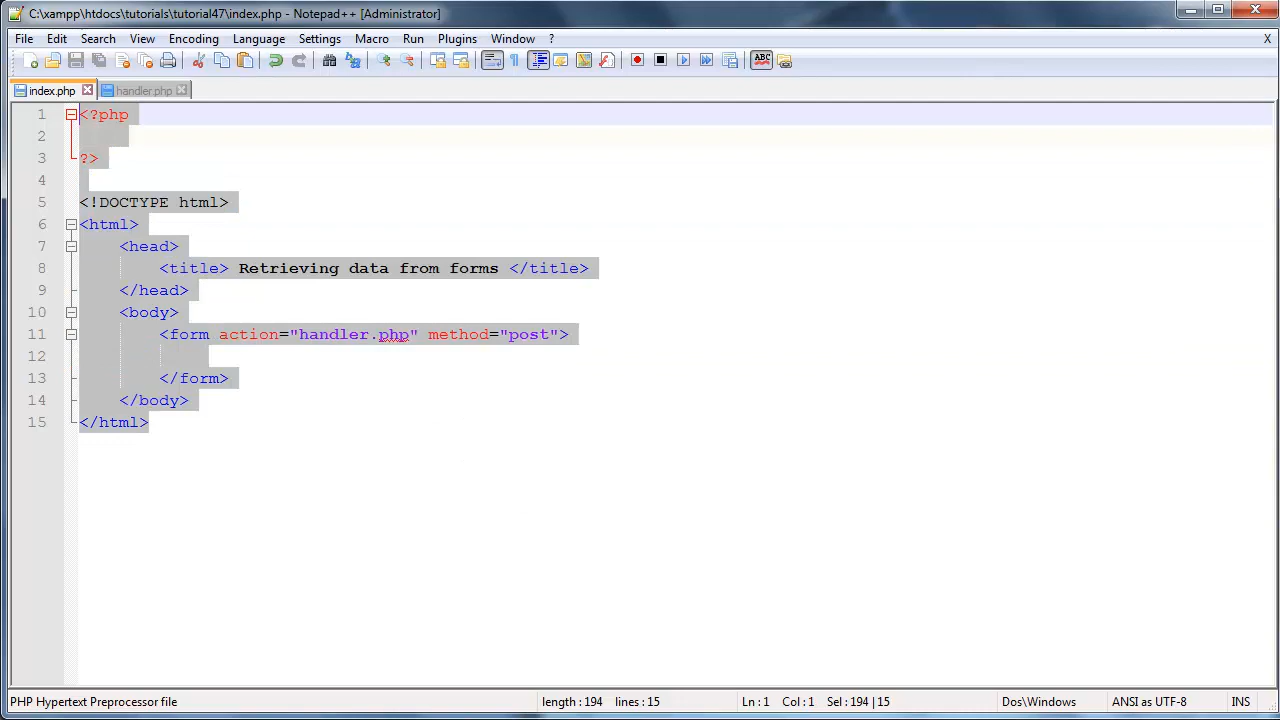 C:\xampp\htdocs\tutorials\tutorial47\index.php - Notepad++ [Administrator]
File Edit Search View Encoding Language Settings Macro Run Plugins Window ? X
ABC
index.php handler.php
1 <?php
2
3 ?>
4
5 <!DOCTYPE html>
6 <html>
7 <head>
8 <title> Retrieving data from forms </title>
9 </head>
10 <body>
11 <form action="handler.php" method="post">
12
13 </form>
14 </body>
15 </html>
PHP Hypertext Preprocessor file length : 194 lines : 15 Ln : 1 Col : 1 Sel : 194 | 15 Dos\Windows ANSI as UTF-8 INS